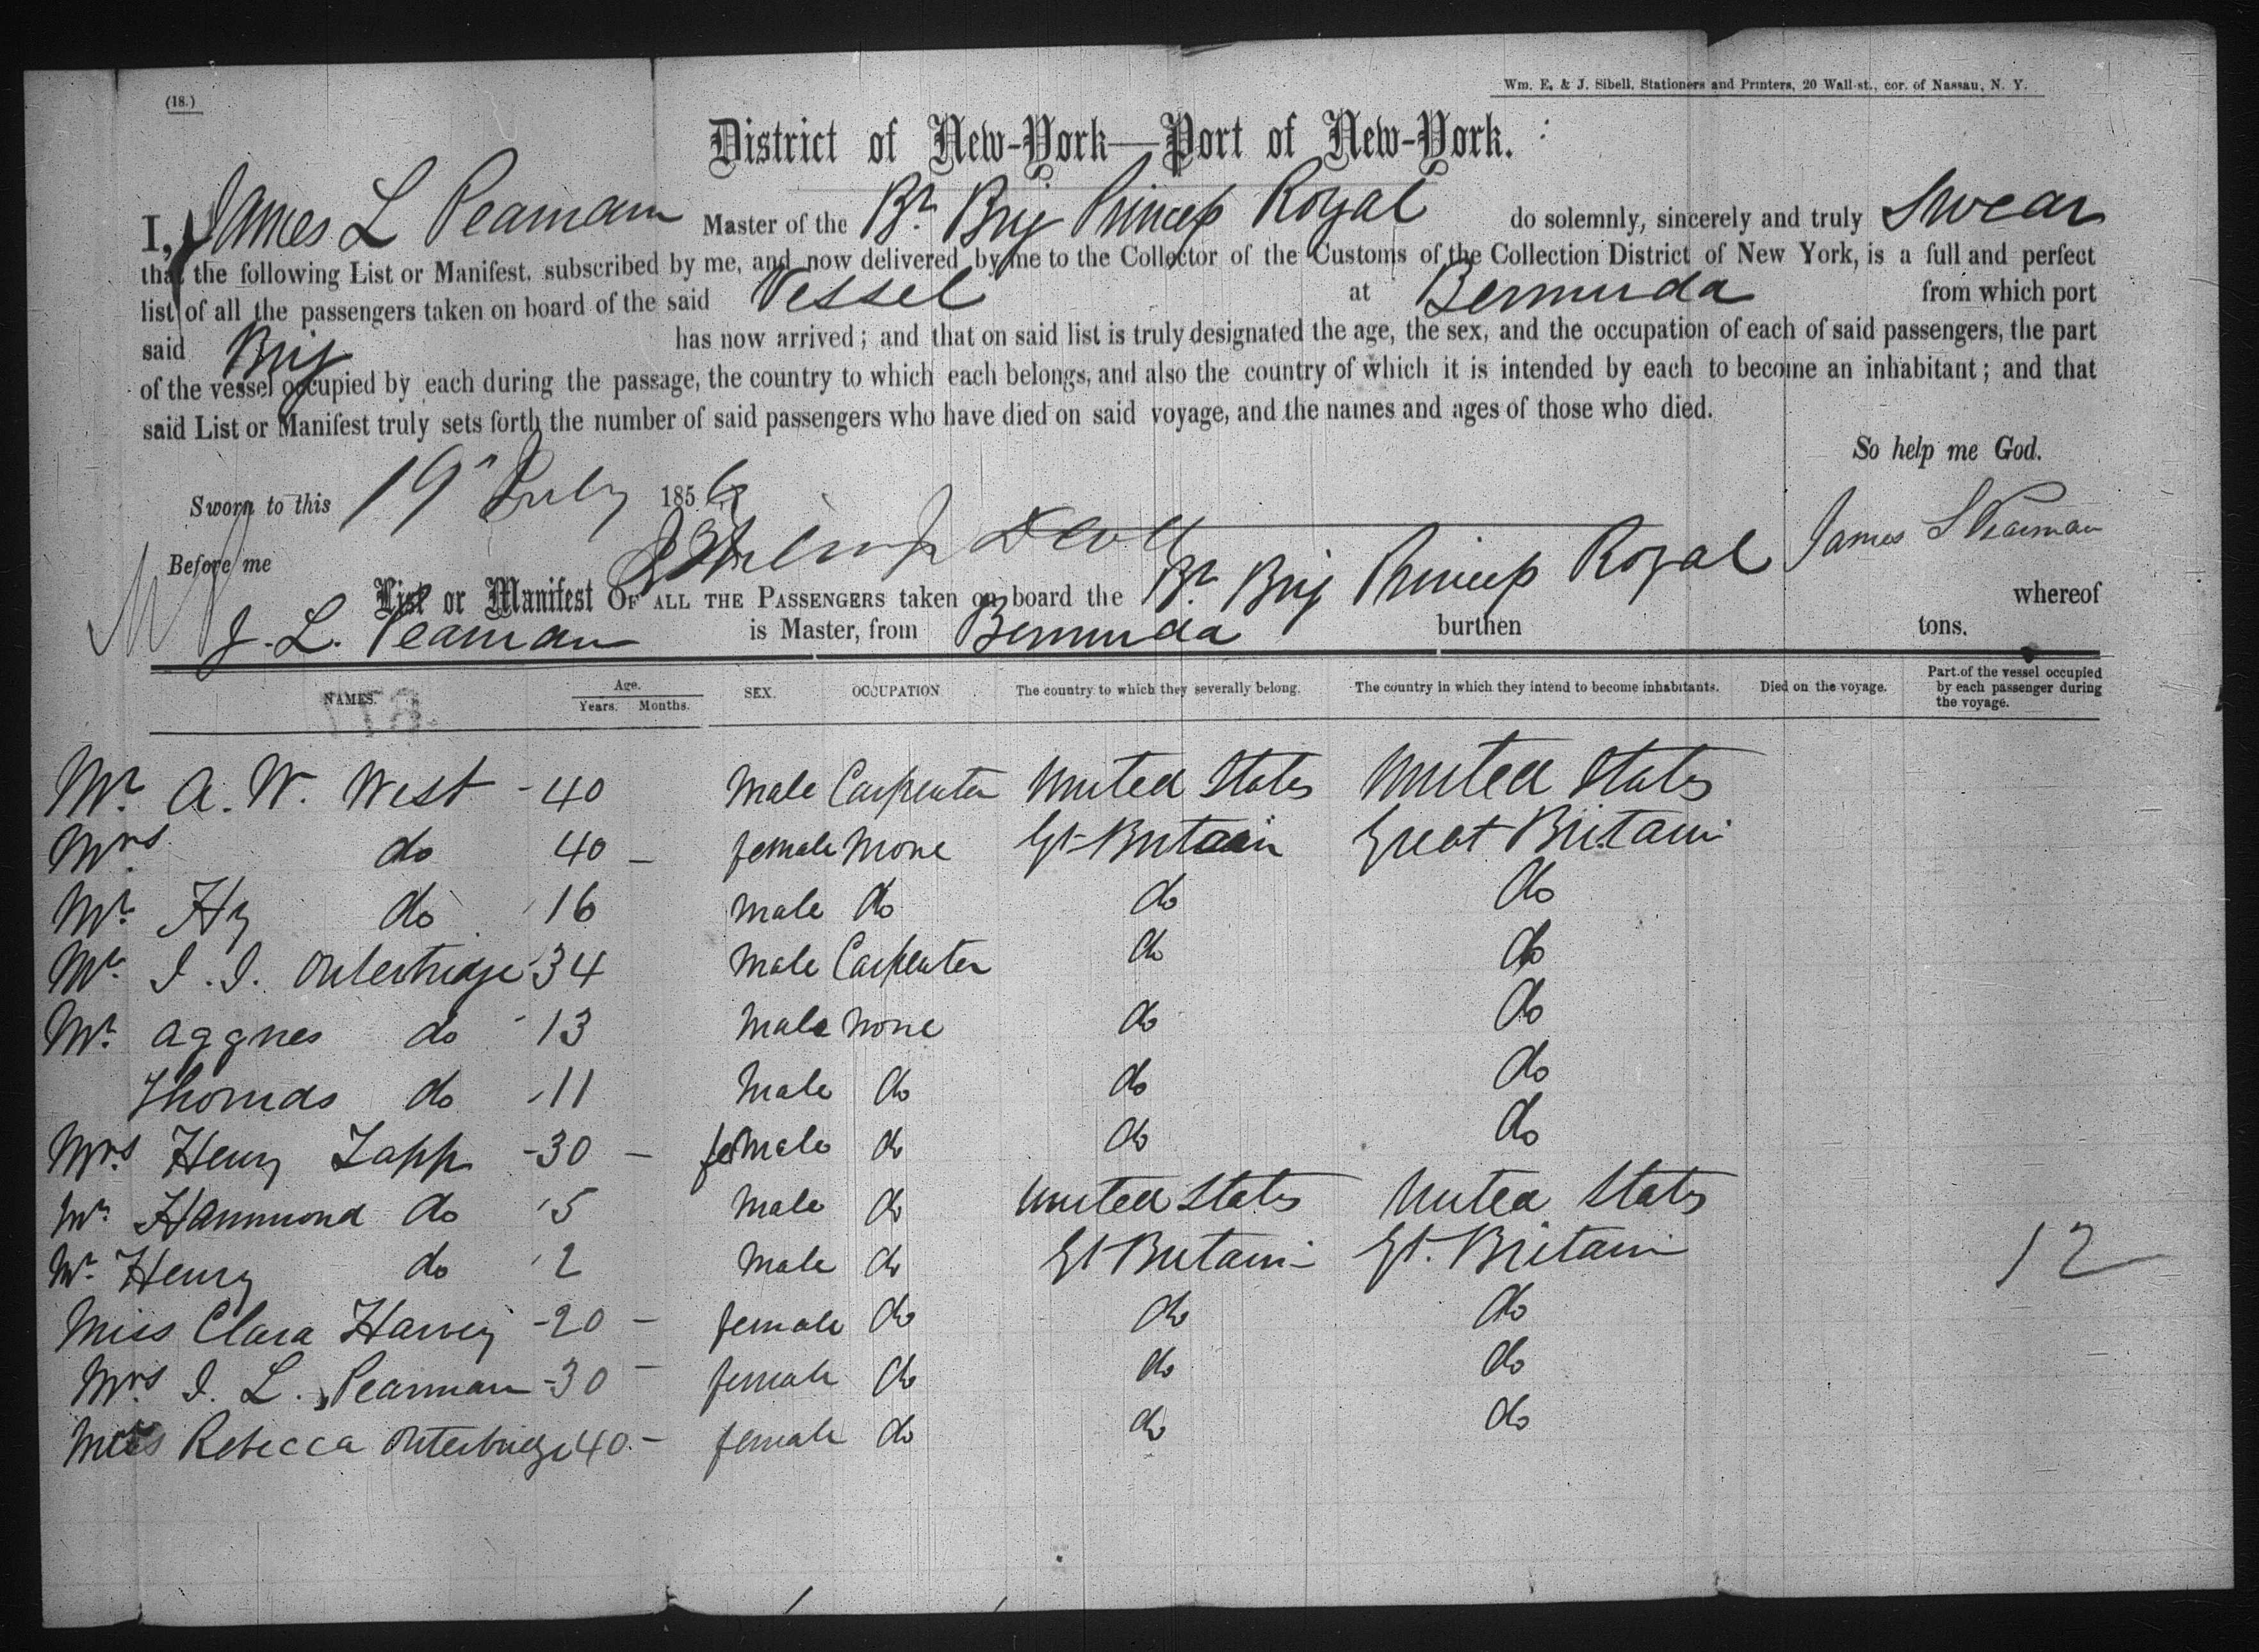 (18.)
Wm. E. & J. Sibell, Stationers and Printers, 20 Wall-st., cor. of Nassau, N. Y.
District of New-York—Port of New-York.
I, James L Peaman Master of the Br. Brig Princess Royal do solemnly, sincerely and truly Swear
that the following List or Manifest, subscribed by me, and now delivered by me to the Collector of the Customs of the Collection District of New York, is a full and perfect
list of all the passengers taken on board of the said Vessel at Bermuda from which port
said Brig has now arrived; and that on said list is truly designated the age, the sex, and the occupation of each of said passengers, the part
of the vessel occupied by each during the passage, the country to which each belongs, and also the country of which it is intended by each to become an inhabitant; and that
said List or Manifest truly sets forth the number of said passengers who have died on said voyage, and the names and ages of those who died.
So help me God.
Sworn to this 19th July 1856
James L Pearman
Before me
List or Manifest OF ALL THE PASSENGERS taken on board the Br. Brig Princess Royal whereof
J. L. Peaman is Master, from Bermuda burthen tons.
NAMES. Age. Years. Months. SEX. OCCUPATION The country to which they severally belong. The country in which they intend to become inhabitants. Died on the voyage. Part of the vessel occupied by each passenger during the voyage.
Mr. A. W. West - 40 Male Carpenter United States United States
Mrs. do 40 - female None Gt Britain Great Britain
Mr. Hy do 16 Male do do do
Mr. J. J. Outerbridge 34 Male Carpenter do do
Mr. Aggnes do - 13 Male None do do
Thomas do - 11 Male do do do
Mrs. Henry Zapp - 30 - female do do do
Mr. Hammond do 5 Male do United States United States
Mr. Henry do 2 Male do Gt Britain Gt. Britain
12
Miss Clara Harvey - 20 - female do do do
Mrs. J. L. Pearman - 30 - female do do do
Rebecca Outerbridge 40 - female do do do